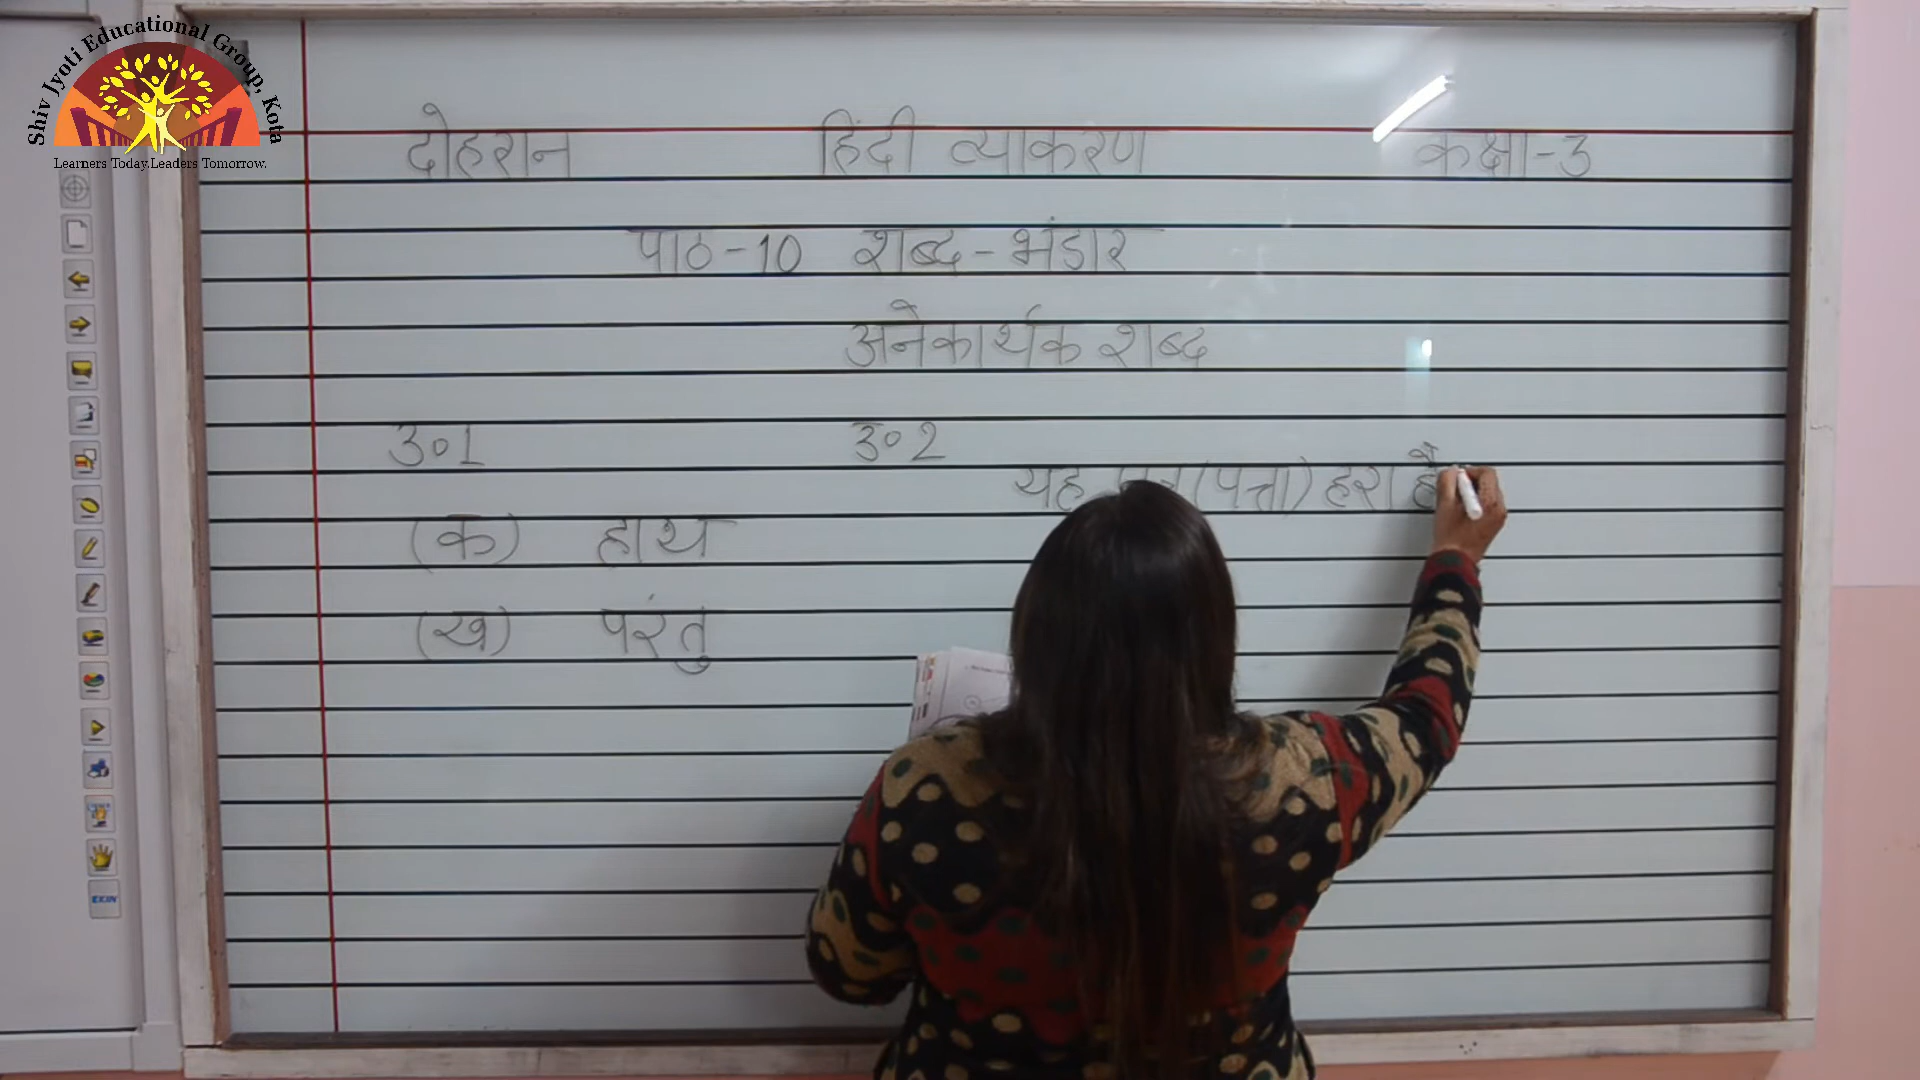 Shiv Jyoti Educational Group, Kota
Learners Today.Leaders Tomorrow.
दोहरान हिंदी व्याकरण कक्षा-3
पाठ-10 शब्द-भंडार
अनेकार्थक शब्द
उ०1 उ०2
यह (पत्ता) हरा है
(क) हाथ
(ख) परंतु